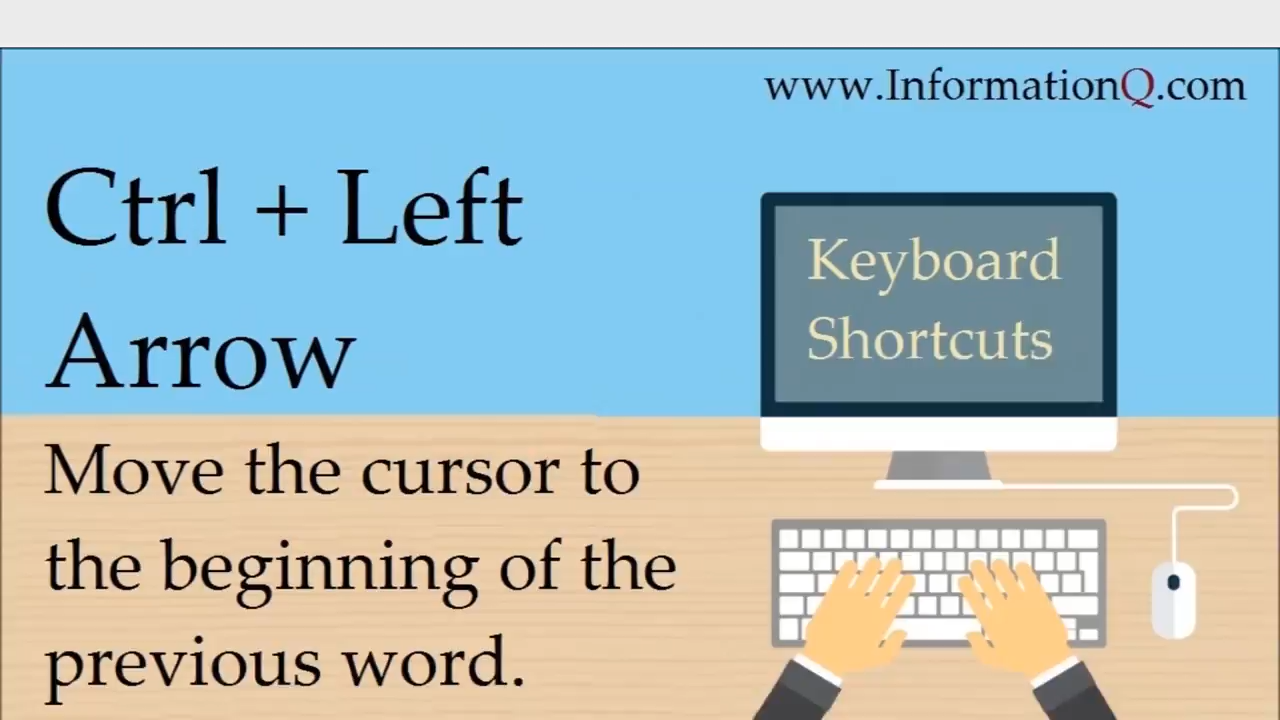 www.InformationQ.com
Ctrl + Left
Arrow
Keyboard
Shortcuts
Move the cursor to
the beginning of the
previous word.